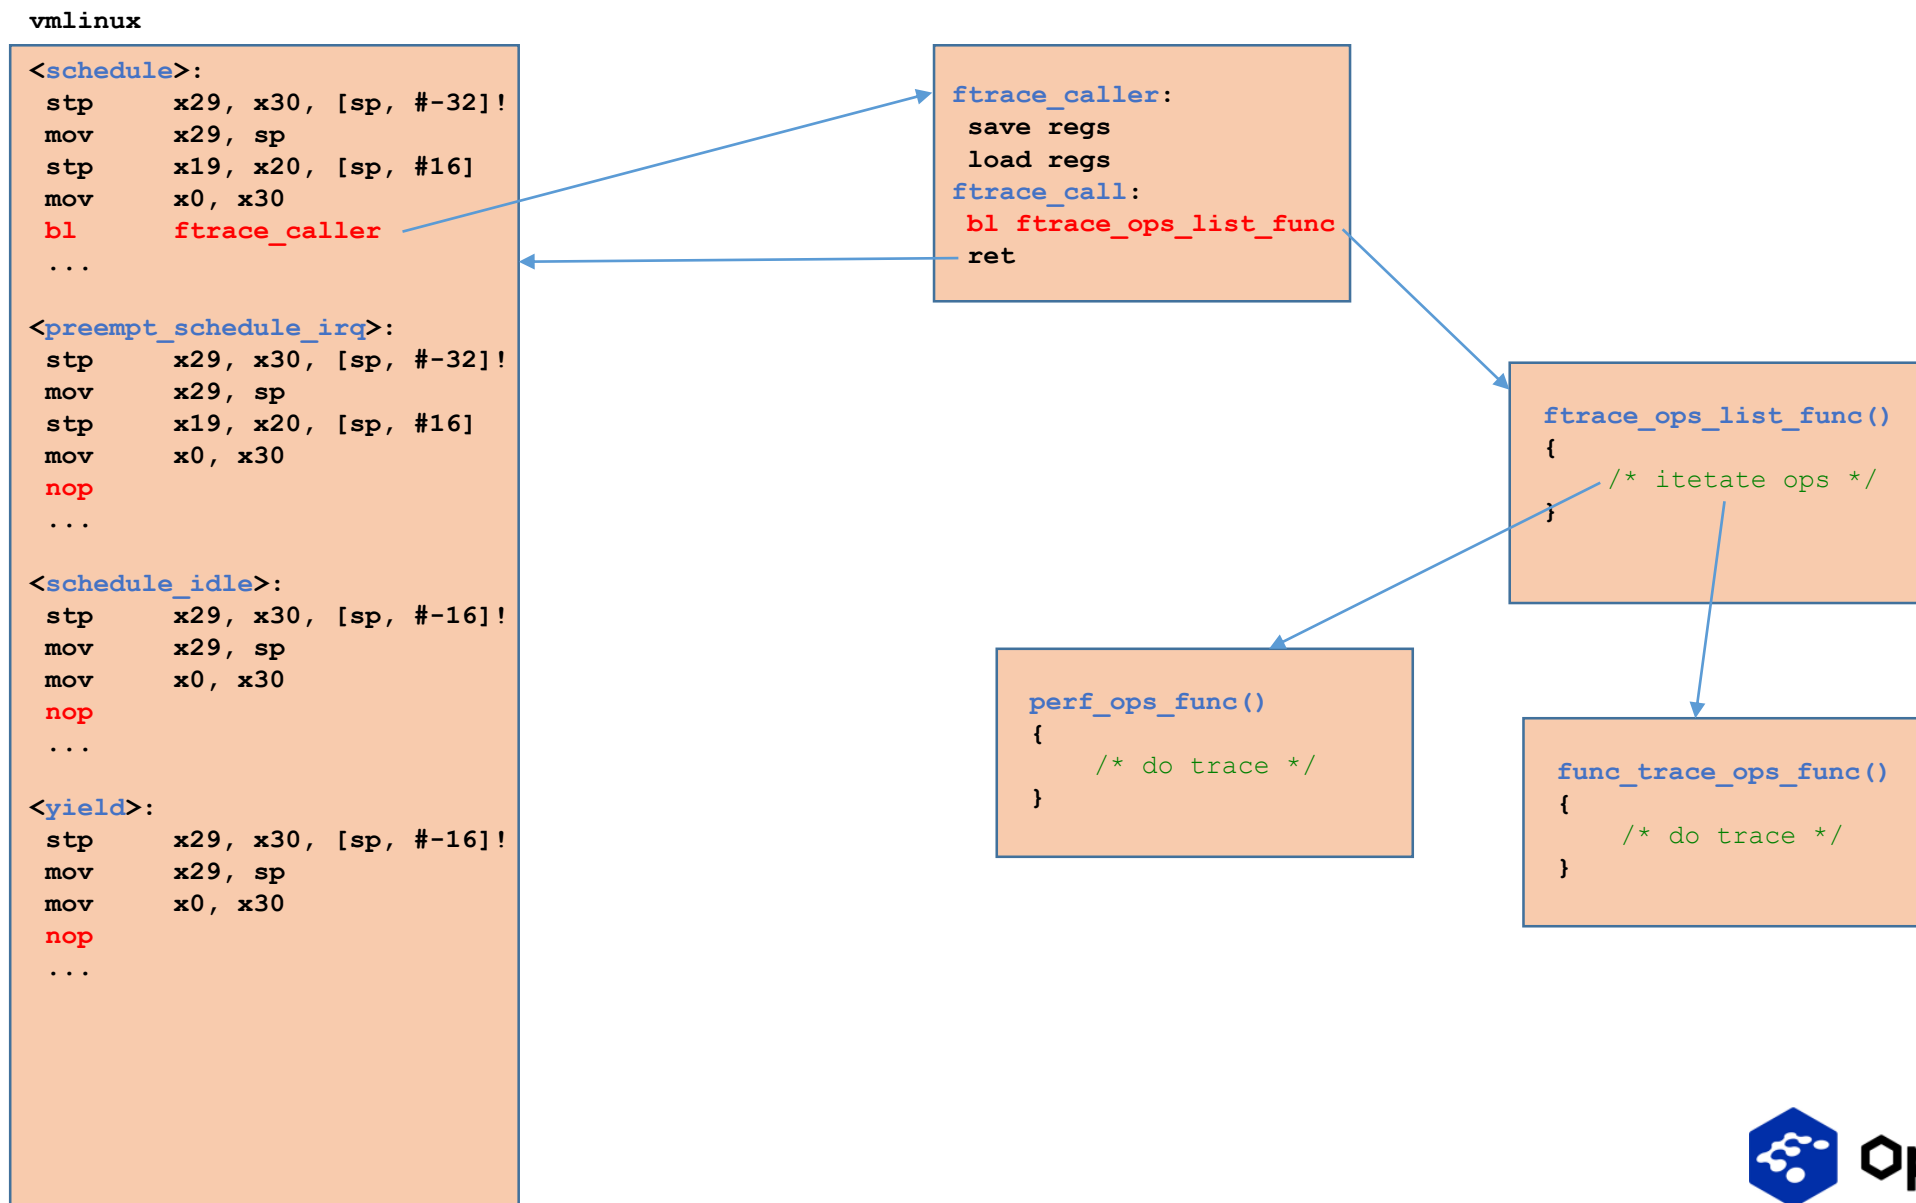 vmlinux
<schedule>:
stp x29, x30, [sp, #-32]!
mov x29, sp
stp x19, x20, [sp, #16]
mov x0, x30
bl ftrace_caller
...
<preempt_schedule_irq>:
stp x29, x30, [sp, #-32]!
mov x29, sp
stp x19, x20, [sp, #16]
mov x0, x30
nop
...
<schedule_idle>:
stp x29, x30, [sp, #-16]!
mov x29, sp
mov x0, x30
nop
...
<yield>:
stp x29, x30, [sp, #-16]!
mov x29, sp
mov x0, x30
nop
...
ftrace_caller:
save regs
load regs
ftrace_call:
bl ftrace_ops_list_func
ret
ftrace_ops_list_func()
{
/* itetate ops */
}
perf_ops_func()
{
/* do trace */
}
func_trace_ops_func()
{
/* do trace */
}